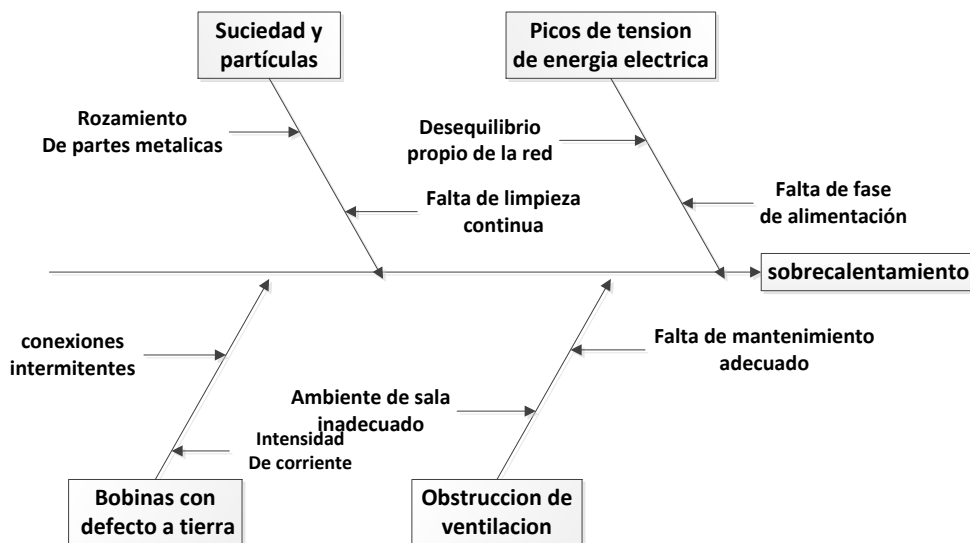 Suciedad y
partículas
Picos de tension
de energia electrica
Rozamiento
De partes metalicas
Desequilibrio
propio de la red
Falta de limpieza
continua
Falta de fase
de alimentación
sobrecalentamiento
conexiones
intermitentes
Falta de mantenimiento
adecuado
Ambiente de sala
inadecuado
Intensidad
De corriente
Bobinas con
defecto a tierra
Obstruccion de
ventilacion